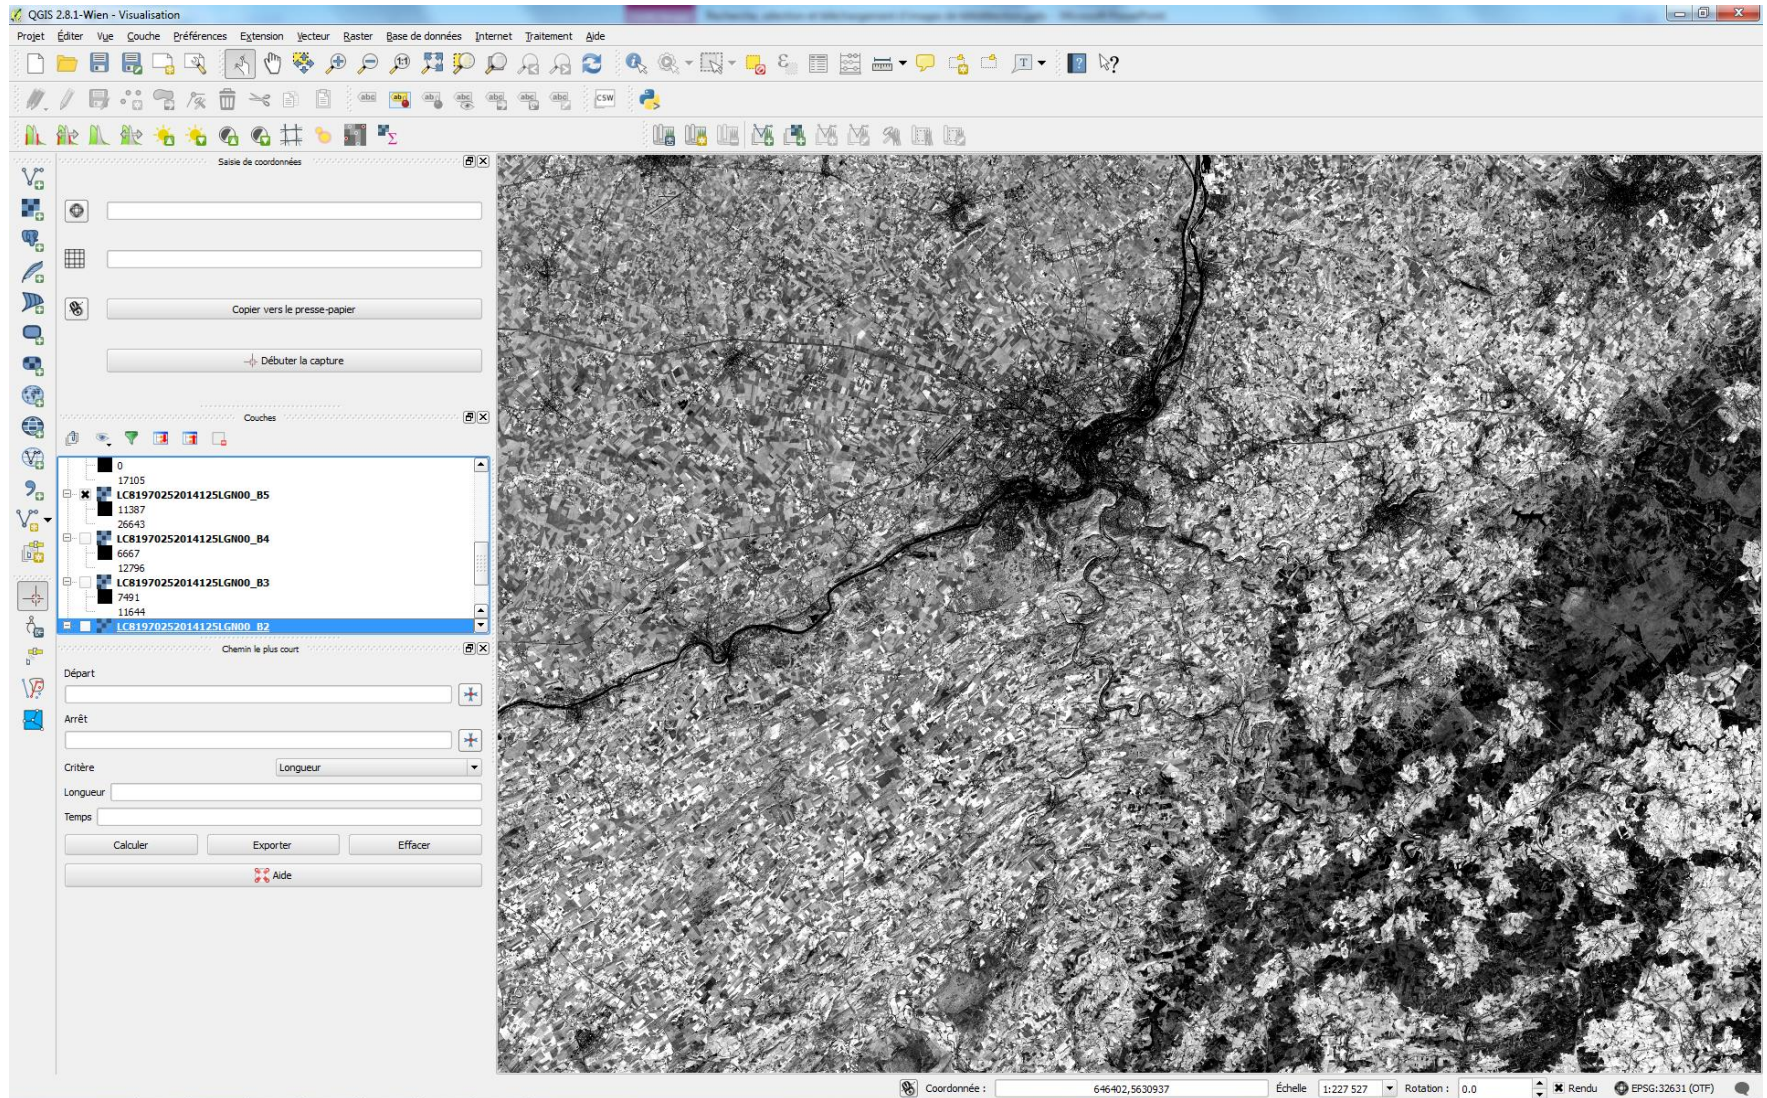 QGIS 2.8.1-Wien - Visualisation
Projet Éditer Vue Couche Préférences Extension Vecteur Raster Base de données Internet Traitement Aide
CSW
Saisie de coordonnées
Copier vers le presse-papier
Débuter la capture
Couches
0
17105
LC81970252014125LGN00_B5
11387
26643
LC81970252014125LGN00_B4
6667
12796
LC81970252014125LGN00_B3
7491
11644
LC81970252014125LGN00_B2
Chemin le plus court
Départ
Arrêt
Critère Longueur
Longueur
Temps
Calculer Exporter Effacer
Aide
Coordonnée : 646402,5630937 Échelle 1:227 527 Rotation : 0.0 Rendu EPSG:32631 (OTF)